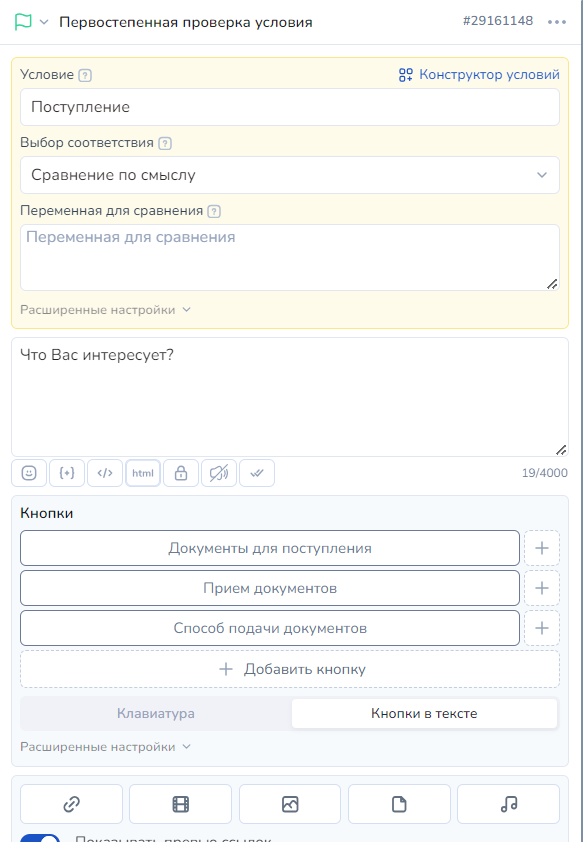 Первостепенная проверка условия #29161148
Условие ? Конструктор условий
Поступление
Выбор соответствия ?
Сравнение по смыслу
Переменная для сравнения ?
Переменная для сравнения
Расширенные настройки
Что Вас интересует?
{+} </> html 19/4000
Кнопки
Документы для поступления
Прием документов
Способ подачи документов
Добавить кнопку
Клавиатура Кнопки в тексте
Расширенные настройки
Показывать превью ссылок